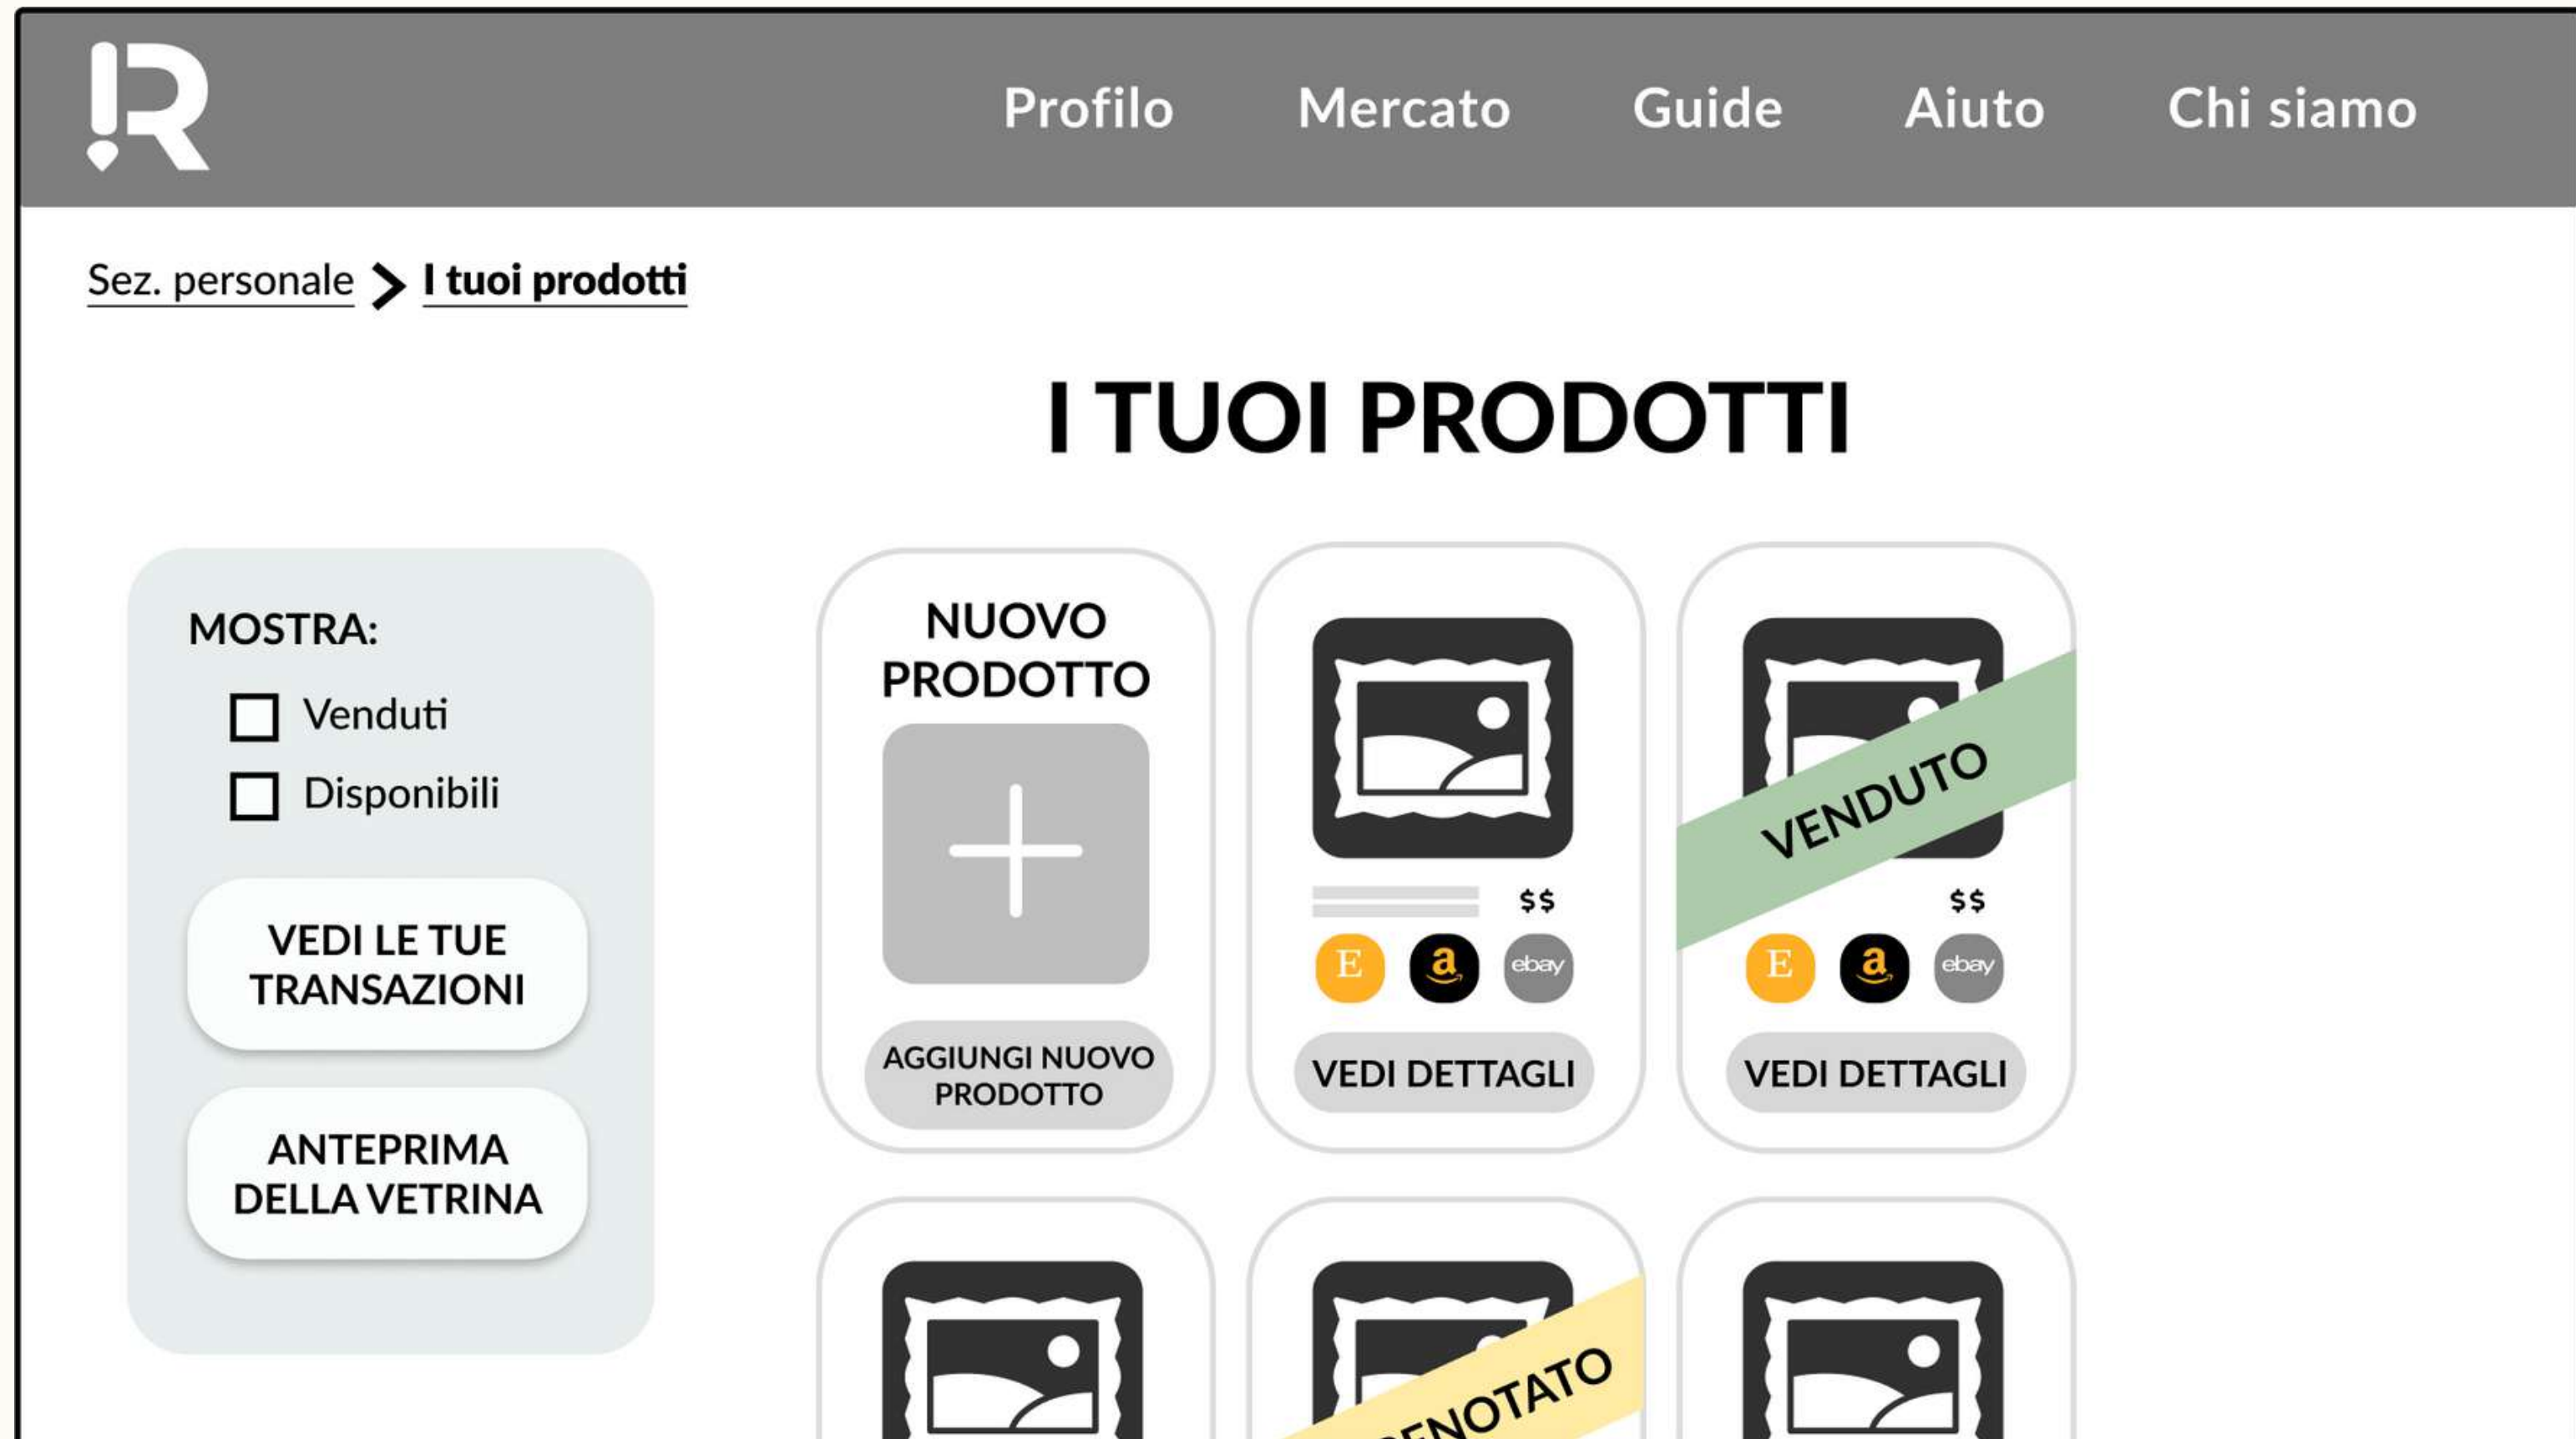 R
Profilo
Mercato
Guide
Aiuto
Chi siamo
Sez. personale > I tuoi prodotti
I TUOI PRODOTTI
MOSTRA:
Venduti
Disponibili
VEDI LE TUE
TRANSAZIONI
ANTEPRIMA
DELLA VETRINA
NUOVO
PRODOTTO
AGGIUNGI NUOVO
PRODOTTO
$$
E
a
ebay
VEDI DETTAGLI
VENDUTO
$$
E
a
ebay
VEDI DETTAGLI